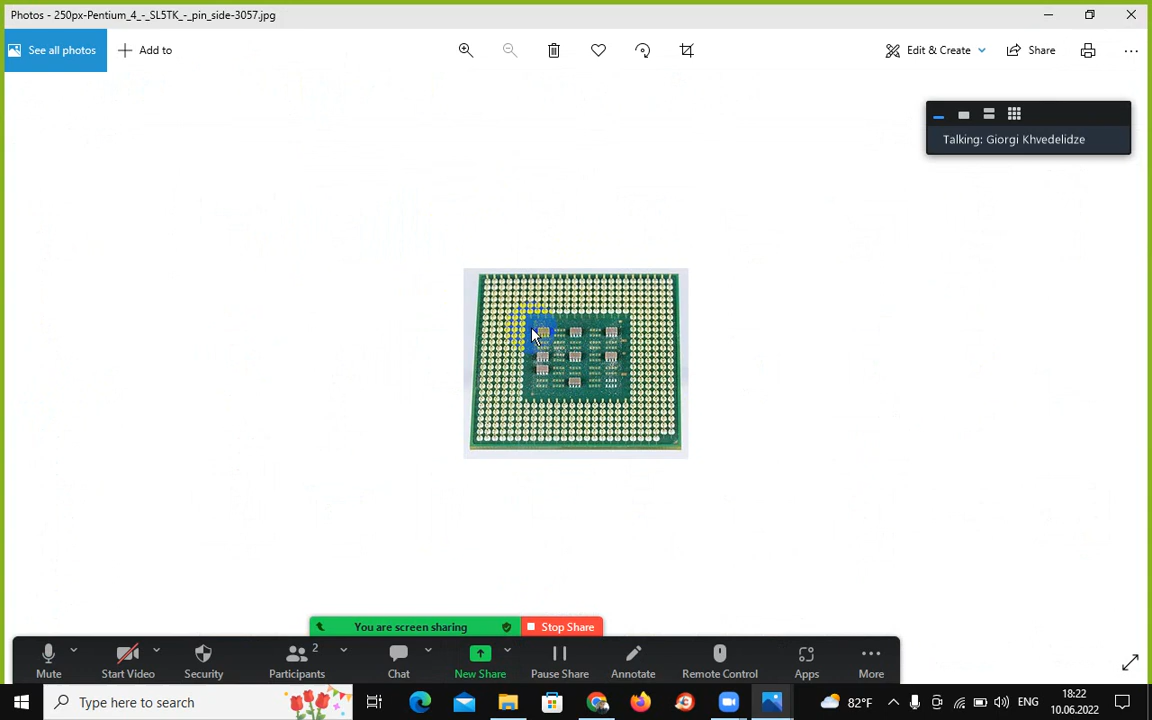 Photos - 250px-Pentium_4_-_SL5TK_-_pin_side-3057.jpg
See all photos
Add to
Edit & Create
Share
Talking: Giorgi Khvedelidze
You are screen sharing
Stop Share
Mute
Start Video
Security
2
Participants
Chat
New Share
Pause Share
Annotate
Remote Control
Apps
More
Type here to search
82°F
ENG
18:22
10.06.2022